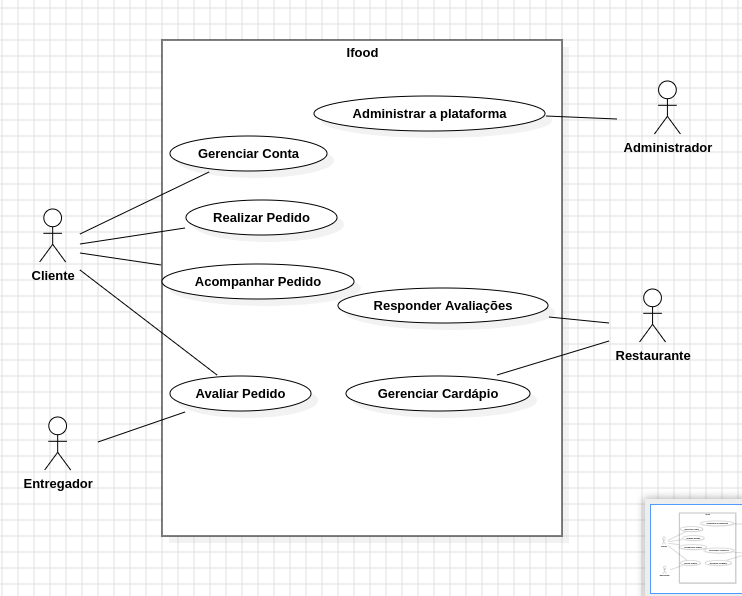 Ifood
Administrar a plataforma
Administrador
Gerenciar Conta
Realizar Pedido
Cliente
Acompanhar Pedido
Responder Avaliações
Restaurante
Avaliar Pedido
Gerenciar Cardápio
Entregador